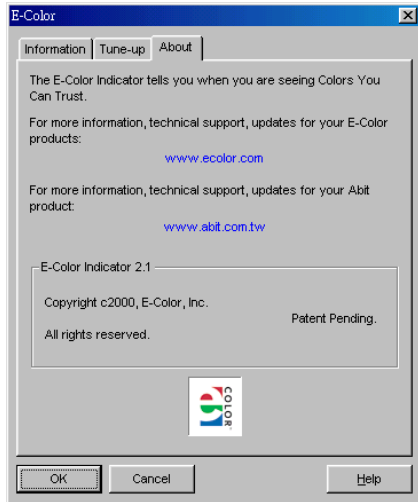 E-Color
Information Tune-up About
The E-Color Indicator tells you when you are seeing Colors You
Can Trust.
For more information, technical support, updates for your E-Color
products:
www.ecolor.com
For more information, technical support, updates for your Abit
product:
www.abit.com.tw
E-Color Indicator 2.1
Copyright c2000, E-Color, Inc.
Patent Pending.
All rights reserved.
COLOR
OK Cancel Help